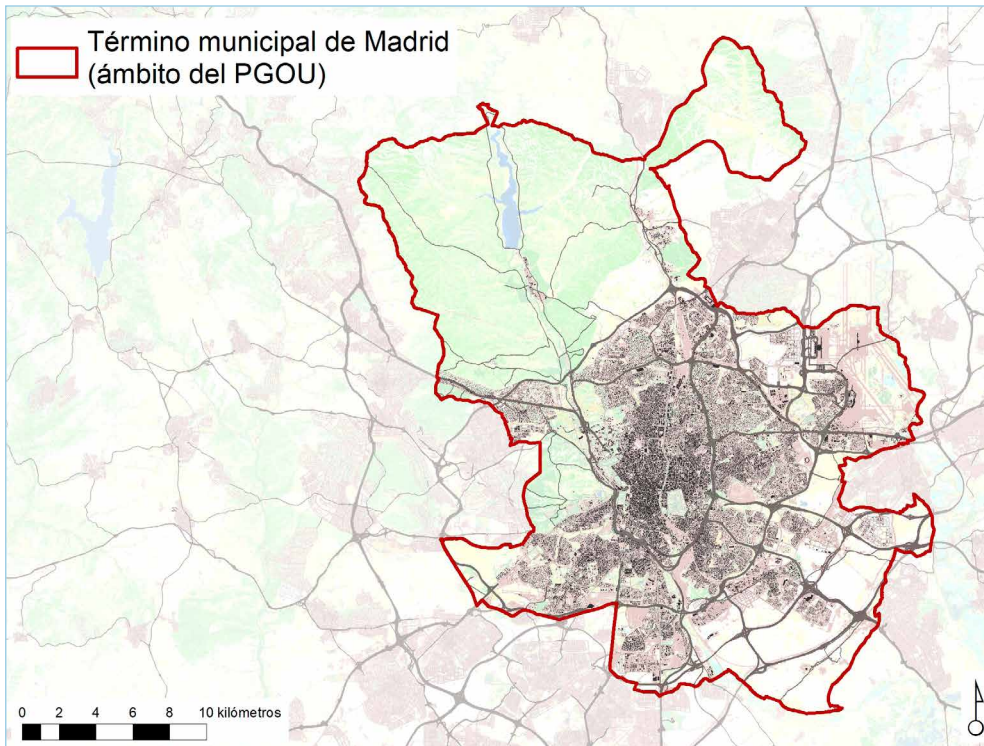 Término municipal de Madrid
(ámbito del PGOU)
0 2 4 6 8 10 kilómetros